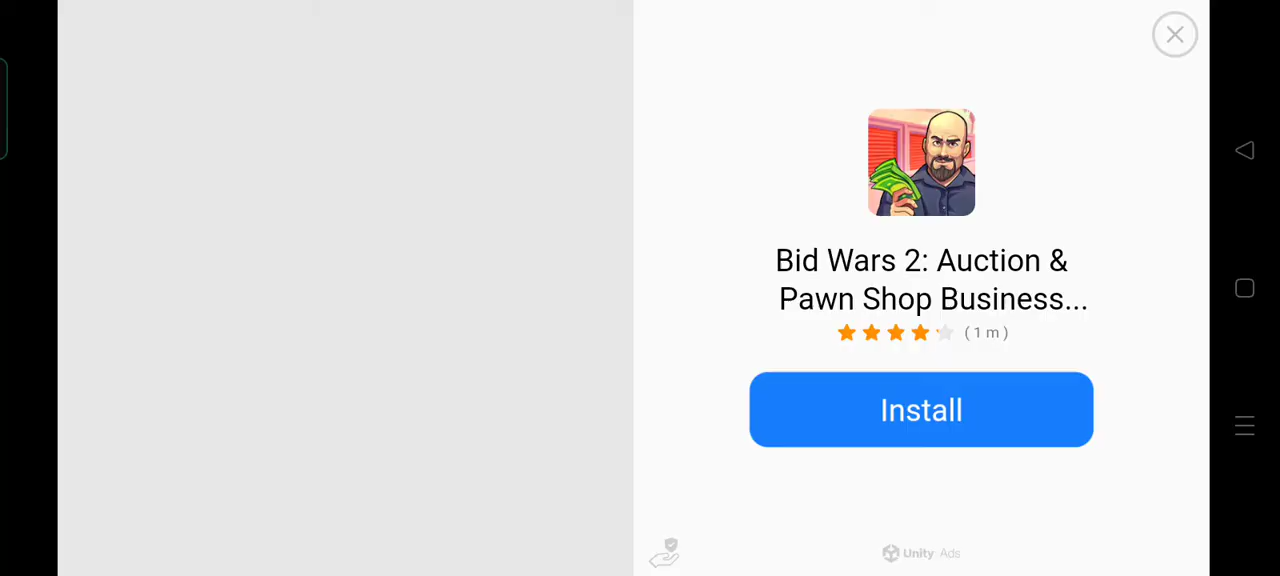 Bid Wars 2: Auction &
Pawn Shop Business...
( 1 m )
Install
Unity Ads